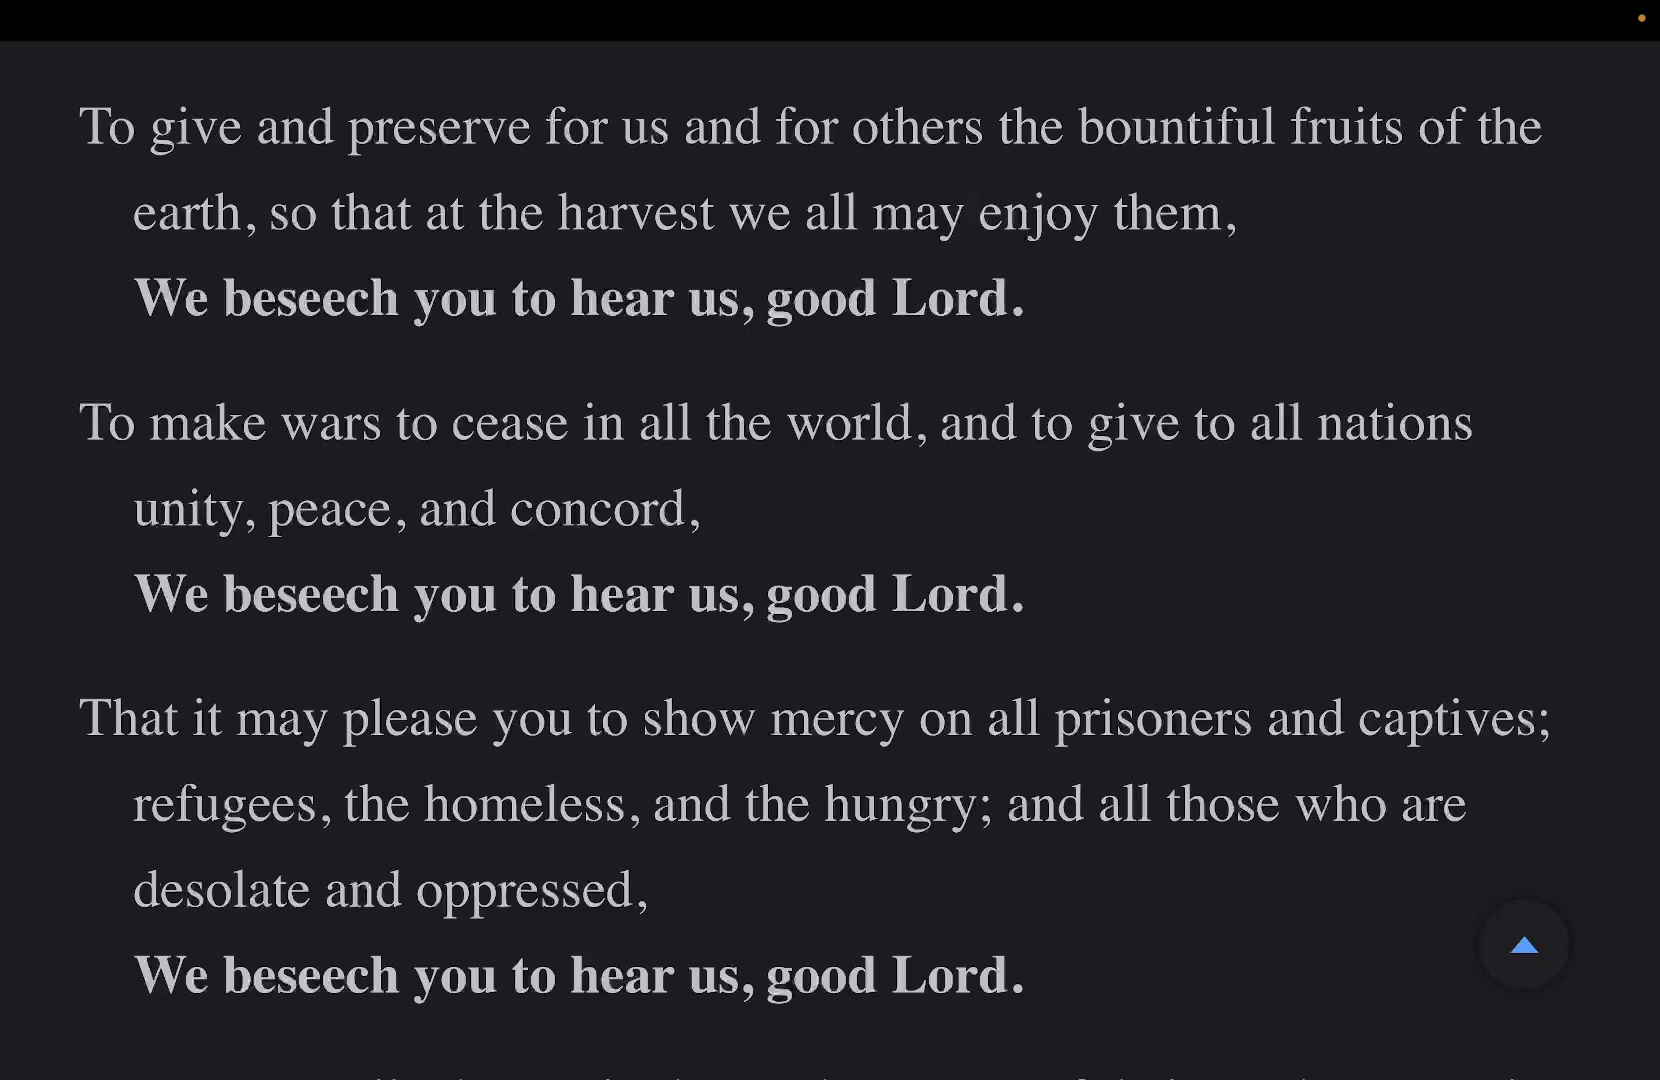 To give and preserve for us and for others the bountiful fruits of the
earth, so that at the harvest we all may enjoy them,
We beseech you to hear us, good Lord.
To make wars to cease in all the world, and to give to all nations
unity, peace, and concord,
We beseech you to hear us, good Lord.
That it may please you to show mercy on all prisoners and captives;
refugees, the homeless, and the hungry; and all those who are
desolate and oppressed,
We beseech you to hear us, good Lord.